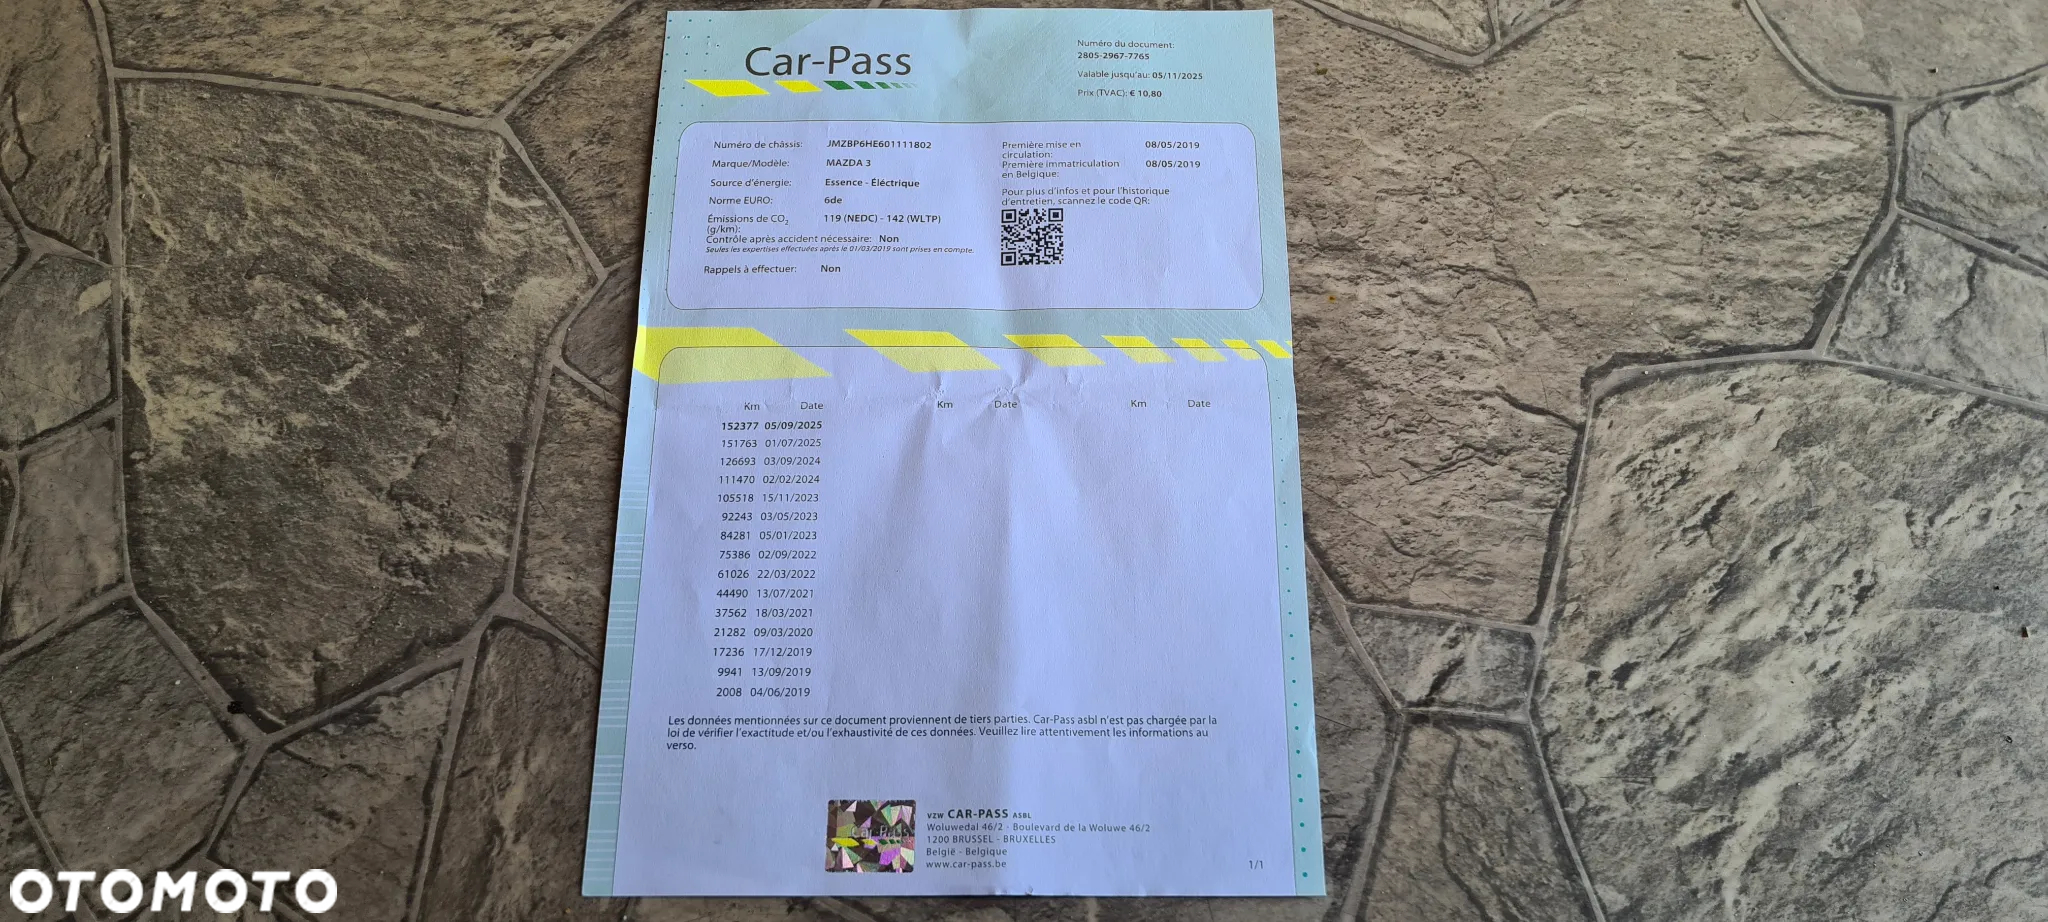 Car-Pass
Numéro du document:
2805-2967-7765
Valable jusqu'au: 05/11/2025
Prix (TVAC): € 10,80
Numéro de châssis: JMZBP6HE601111802
Marque/Modèle: MAZDA 3
Source d'énergie: Essence - Électrique
Norme EURO: 6de
Émissions de CO2 119 (NEDC) - 142 (WLTP)
(g/km):
Contrôle après accident nécessaire: Non
Seules les expertises effectuées après le 01/03/2019 sont prises en compte.
Rappels à effectuer: Non
Première mise en 08/05/2019
circulation:
Première immatriculation 08/05/2019
en Belgique:
Pour plus d'infos et pour l'historique
d'entretien, scannez le code QR:
Km Date Km Date Km Date
152377 05/09/2025
151763 01/07/2025
126693 03/09/2024
111470 02/02/2024
105518 15/11/2023
92243 03/05/2023
84281 05/01/2023
75386 02/09/2022
61026 22/03/2022
44490 13/07/2021
37562 18/03/2021
21282 09/03/2020
17236 17/12/2019
9941 13/09/2019
2008 04/06/2019
Les données mentionnées sur ce document proviennent de tiers parties. Car-Pass asbl n'est pas chargée par la
loi de vérifier l'exactitude et/ou l'exhaustivité de ces données. Veuillez lire attentivement les informations au
verso.
Car-Pass
VZW CAR-PASS ASBL
Woluwedal 46/2 - Boulevard de la Woluwe 46/2
1200 BRUSSEL - BRUXELLES
België - Belgique
www.car-pass.be
1/1
OTOMOTO